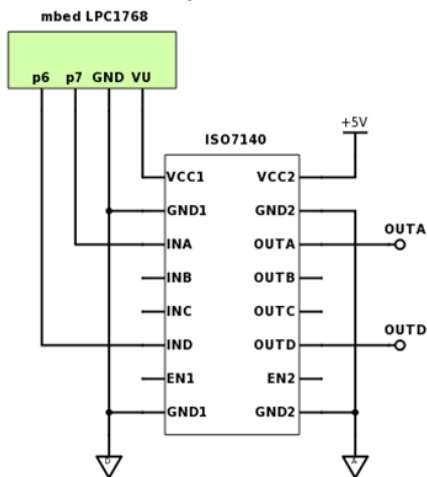 mbed LPC1768
p6 p7 GND VU
+5V
ISO7140
VCC1 VCC2
GND1 GND2
OUTA
INA OUTA
INB OUTB
INC OUTC
OUTD
IND OUTD
EN1 EN2
GND1 GND2
D A